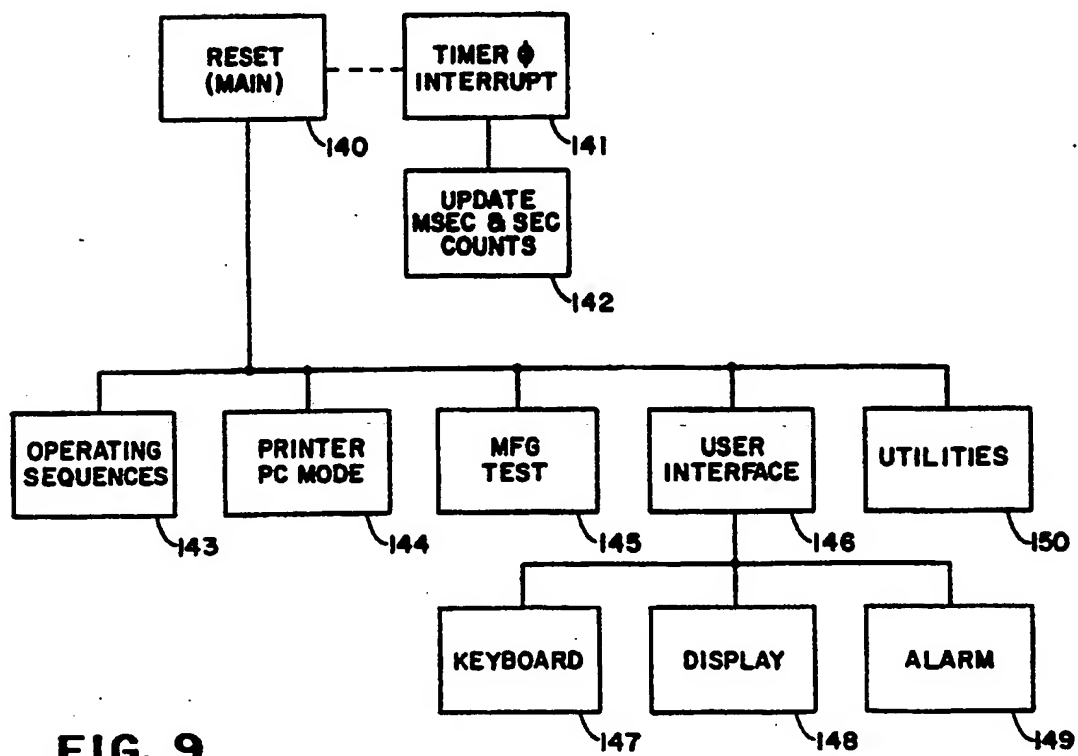 RESET
(MAIN)
140
TIMER ϕ
INTERRUPT
141
UPDATE
MSEC & SEC
COUNTS
142
OPERATING
SEQUENCES
143
PRINTER
PC MODE
144
MFG
TEST
145
USER
INTERFACE
146
UTILITIES
150
KEYBOARD
147
DISPLAY
148
ALARM
149
FIG. 9